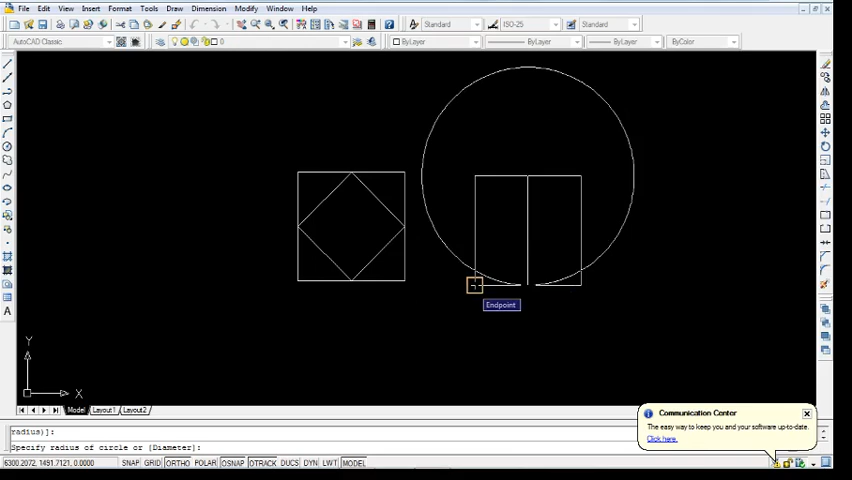 File Edit View Insert Format Tools Draw Dimension Modify Window Help
Standard ISO-25 Standard
AutoCAD Classic 0 ByLayer ByLayer ByColor
A
Endpoint
Y
X
Model Layout1 Layout2
Communication Center
The easy way to keep you and your software up-to-date.
Click here.
radius)]:
Specify radius of circle or [Diameter]:
6300.2072, 1491.7121, 0.0000 SNAP GRID ORTHO POLAR OSNAP OTRACK DUCS DYN LWT MODEL